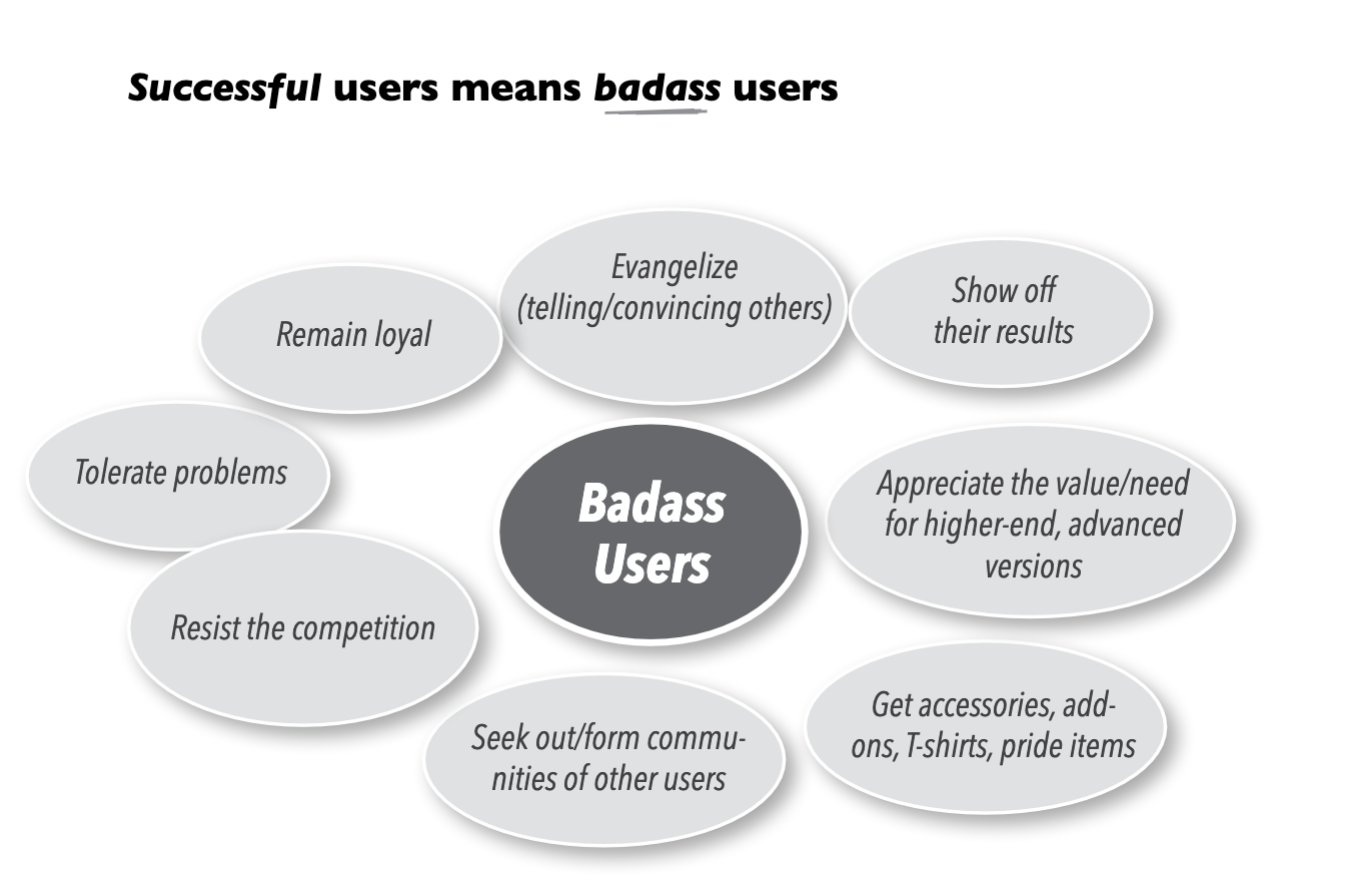 Successful users means badass users
Evangelize
(telling/convincing others)
Show off
their results
Remain loyal
Tolerate problems
Badass
Users
Appreciate the value/need
for higher-end, advanced
versions
Resist the competition
Get accessories, add-
ons, T-shirts, pride items
Seek out/form commu-
nities of other users